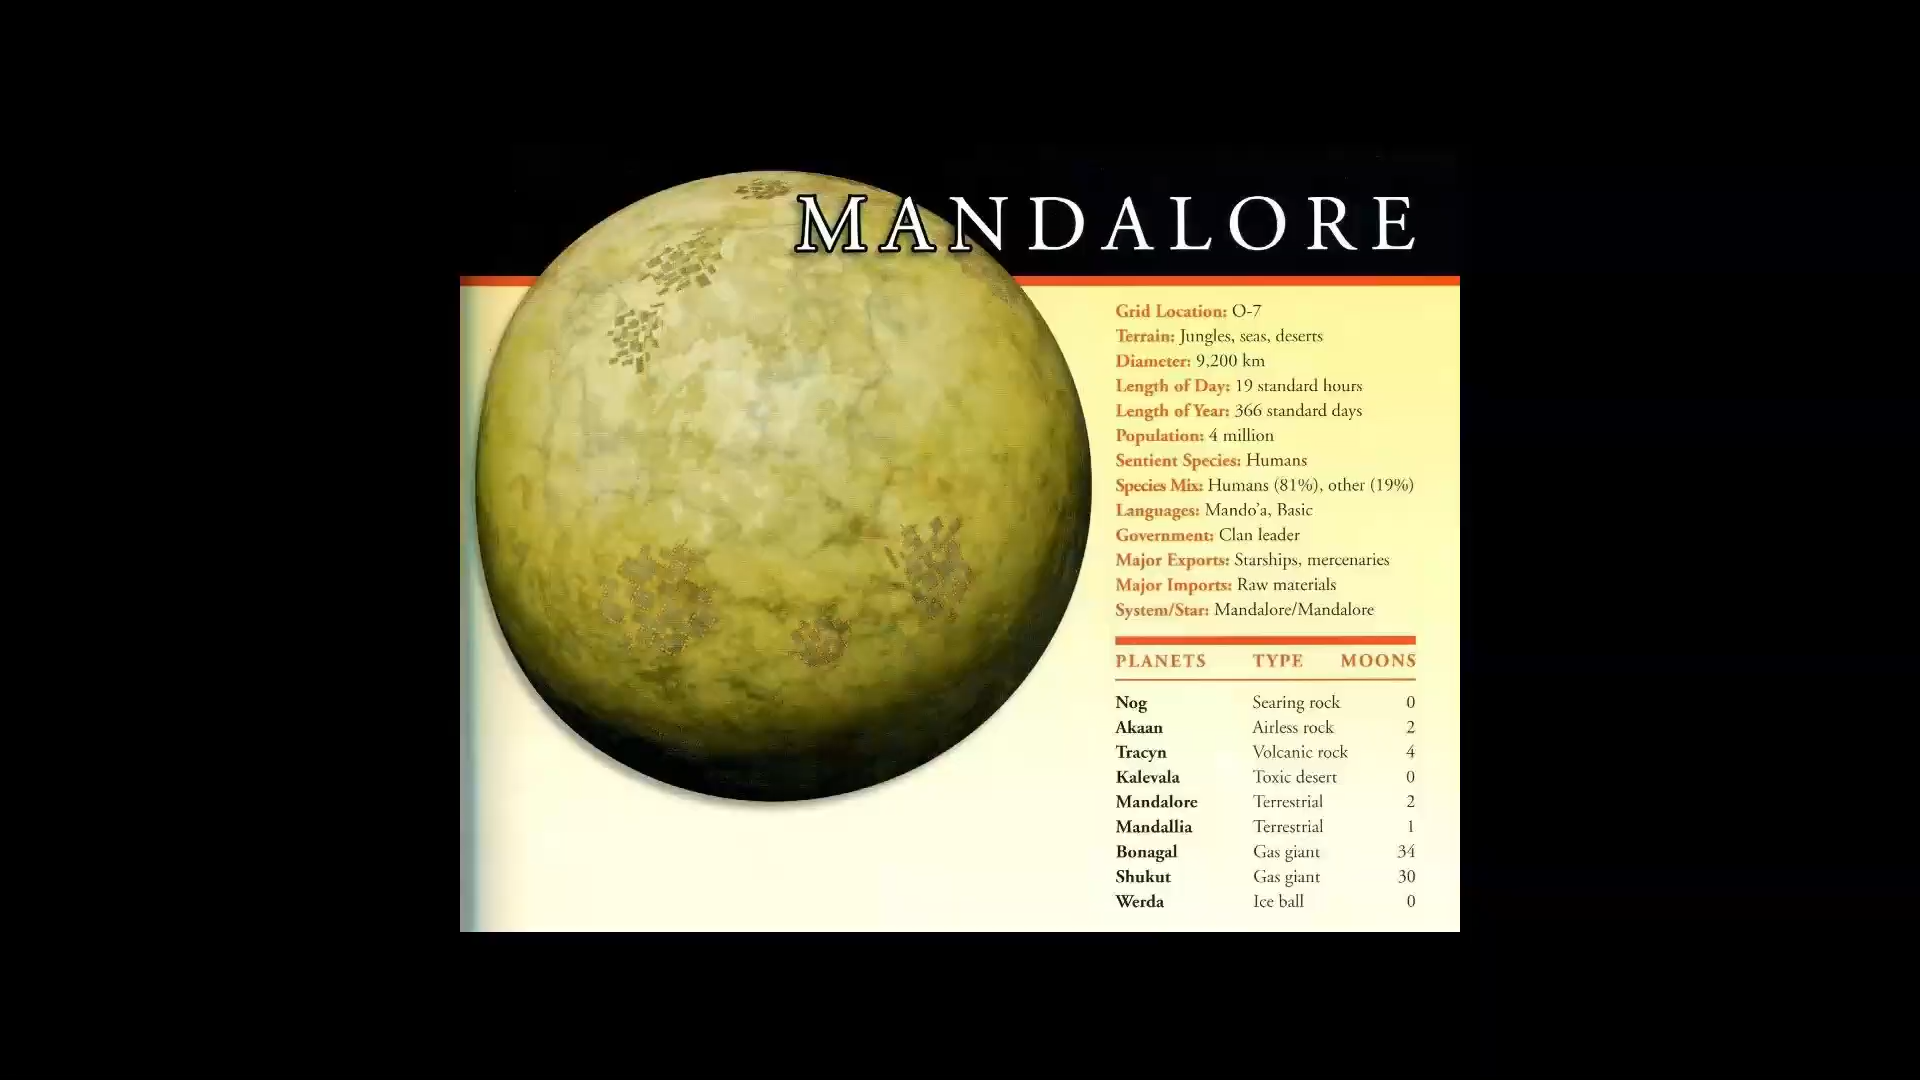 MANDALORE
Grid Location: O-7
Terrain: Jungles, seas, deserts
Diameter: 9,200 km
Length of Day: 19 standard hours
Length of Year: 366 standard days
Population: 4 million
Sentient Species: Humans
Species Mix: Humans (81%), other (19%)
Languages: Mando'a, Basic
Government: Clan leader
Major Exports: Starships, mercenaries
Major Imports: Raw materials
System/Star: Mandalore/Mandalore
PLANETS TYPE MOONS
Nog Searing rock 0
Akaan Airless rock 2
Tracyn Volcanic rock 4
Kalevala Toxic desert 0
Mandalore Terrestrial 2
Mandallia Terrestrial 1
Bonagal Gas giant 34
Shukut Gas giant 30
Werda Ice ball 0